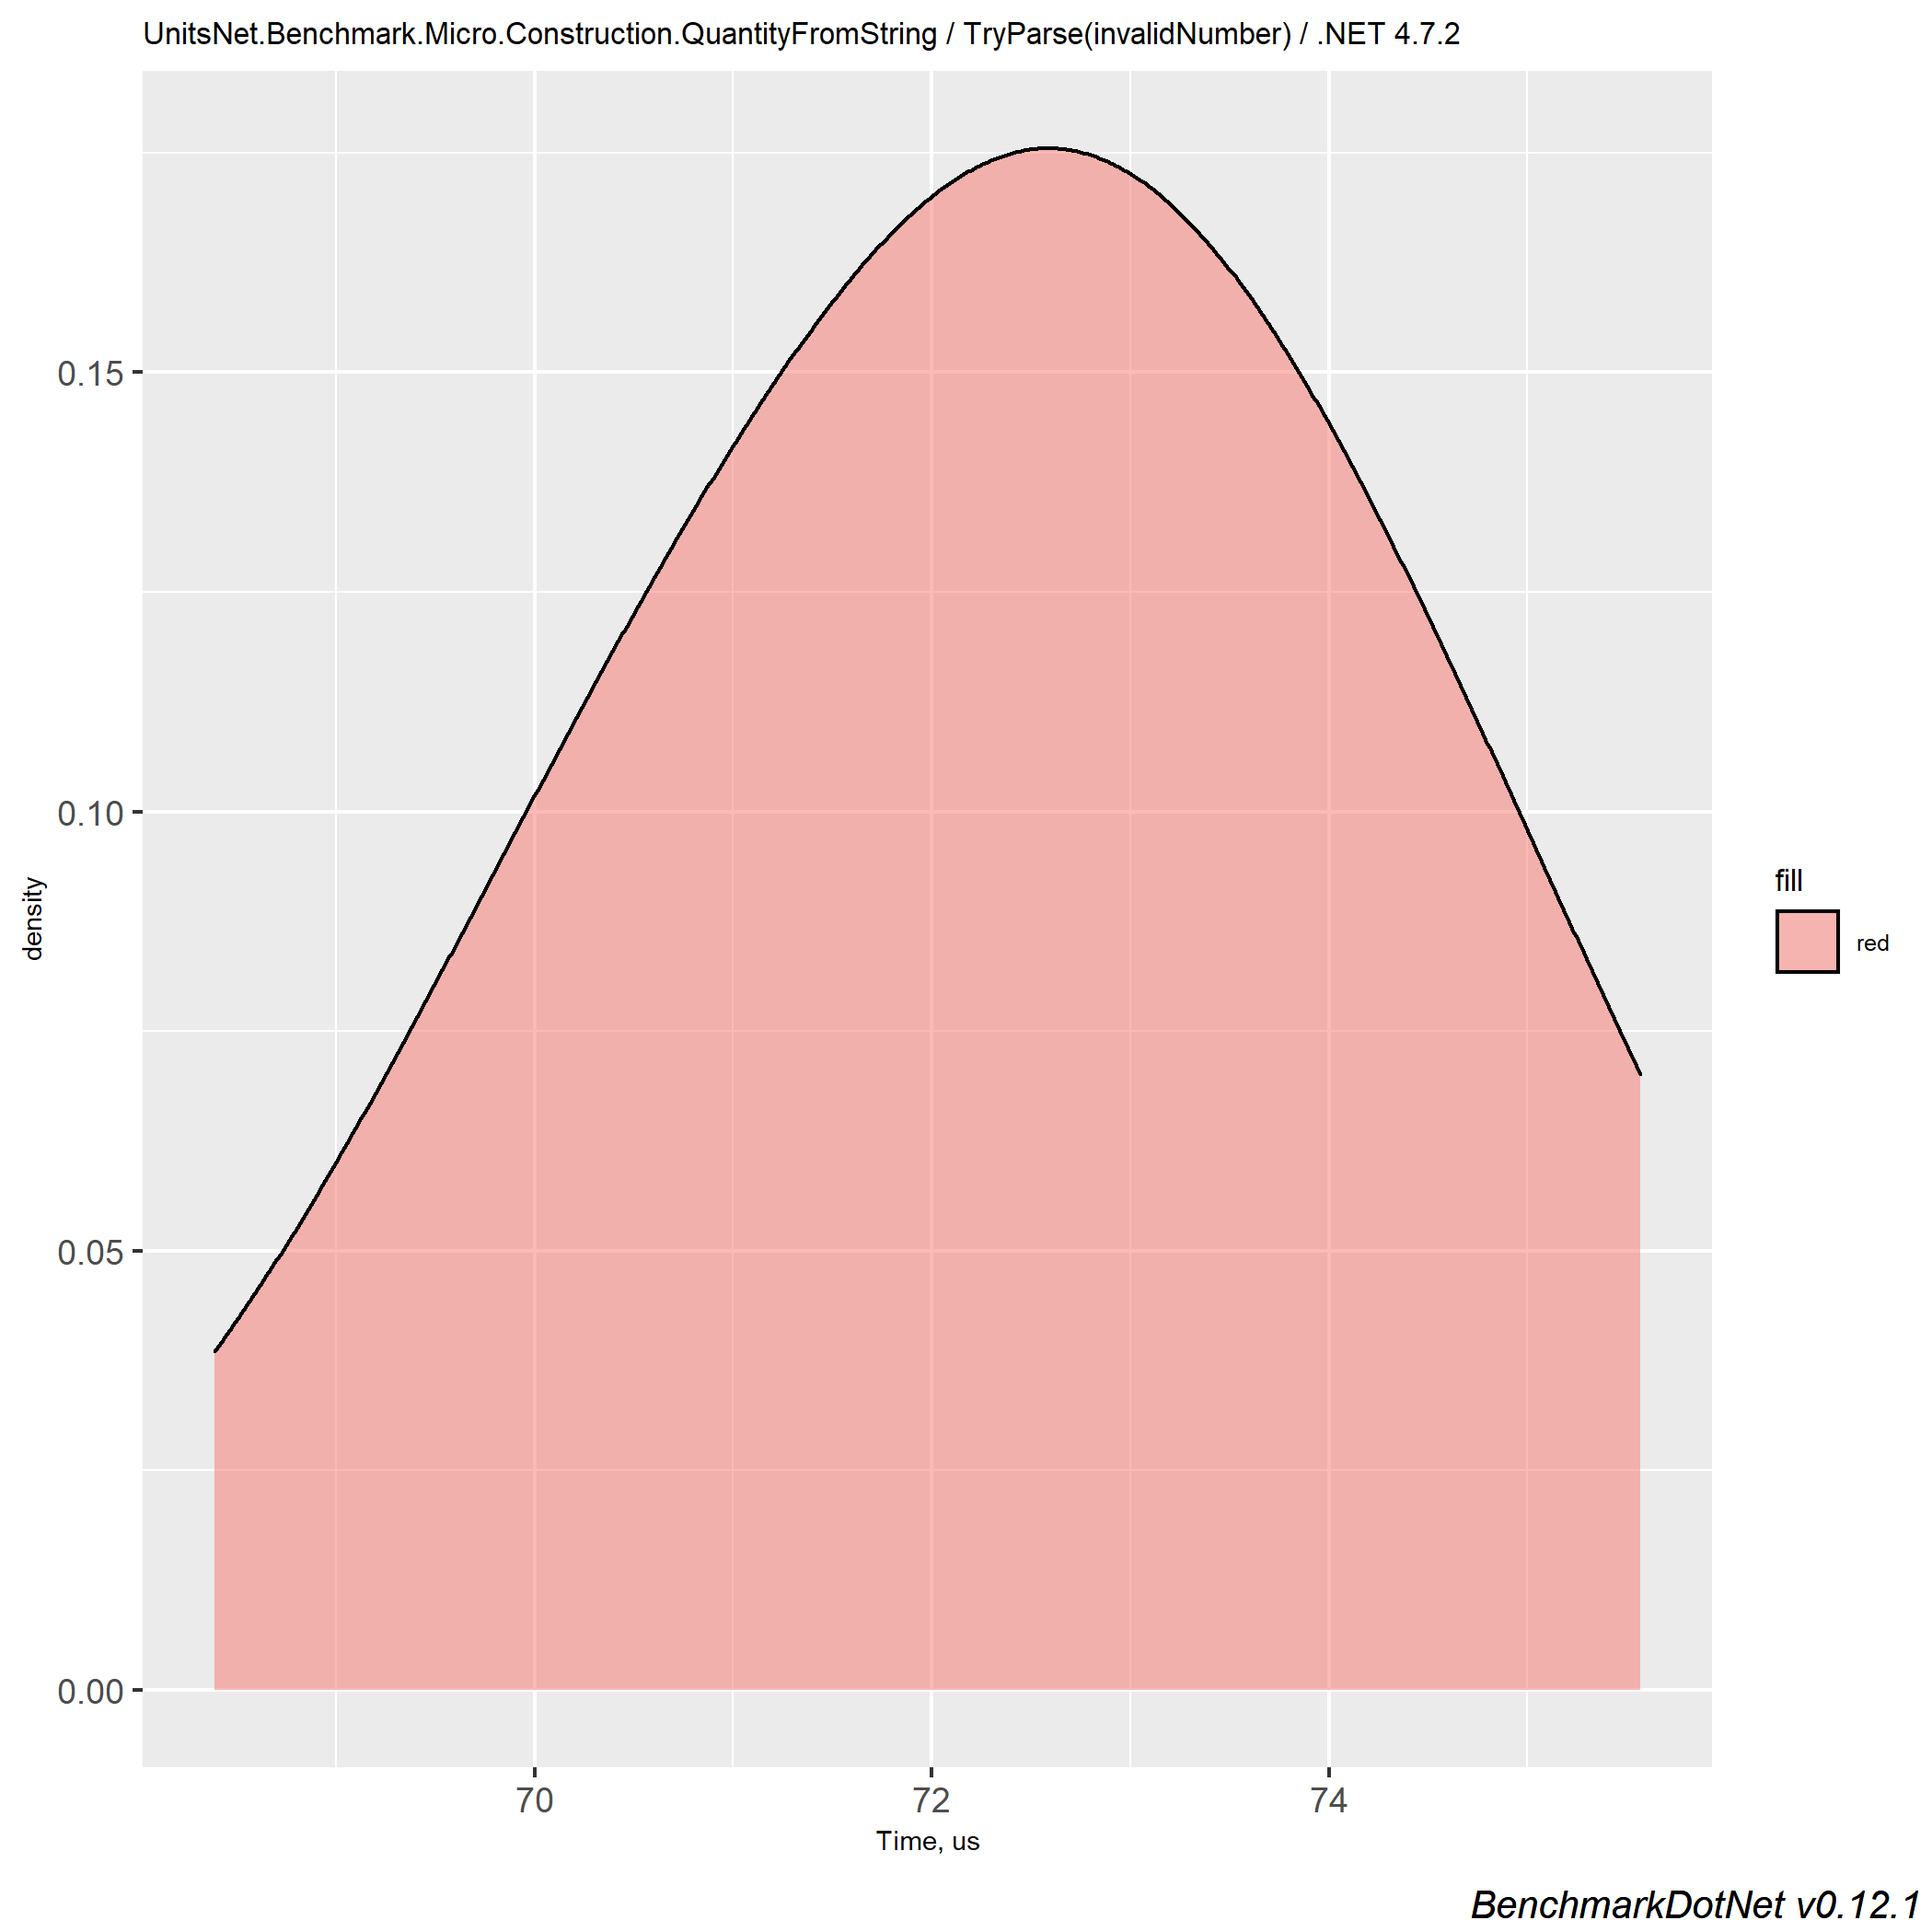 UnitsNet.Benchmark.Micro.Construction.QuantityFromString / TryParse(invalidNumber) / .NET 4.7.2
0.15
0.10
0.05
0.00
density
70 72 74
Time, us
fill
red
BenchmarkDotNet v0.12.1